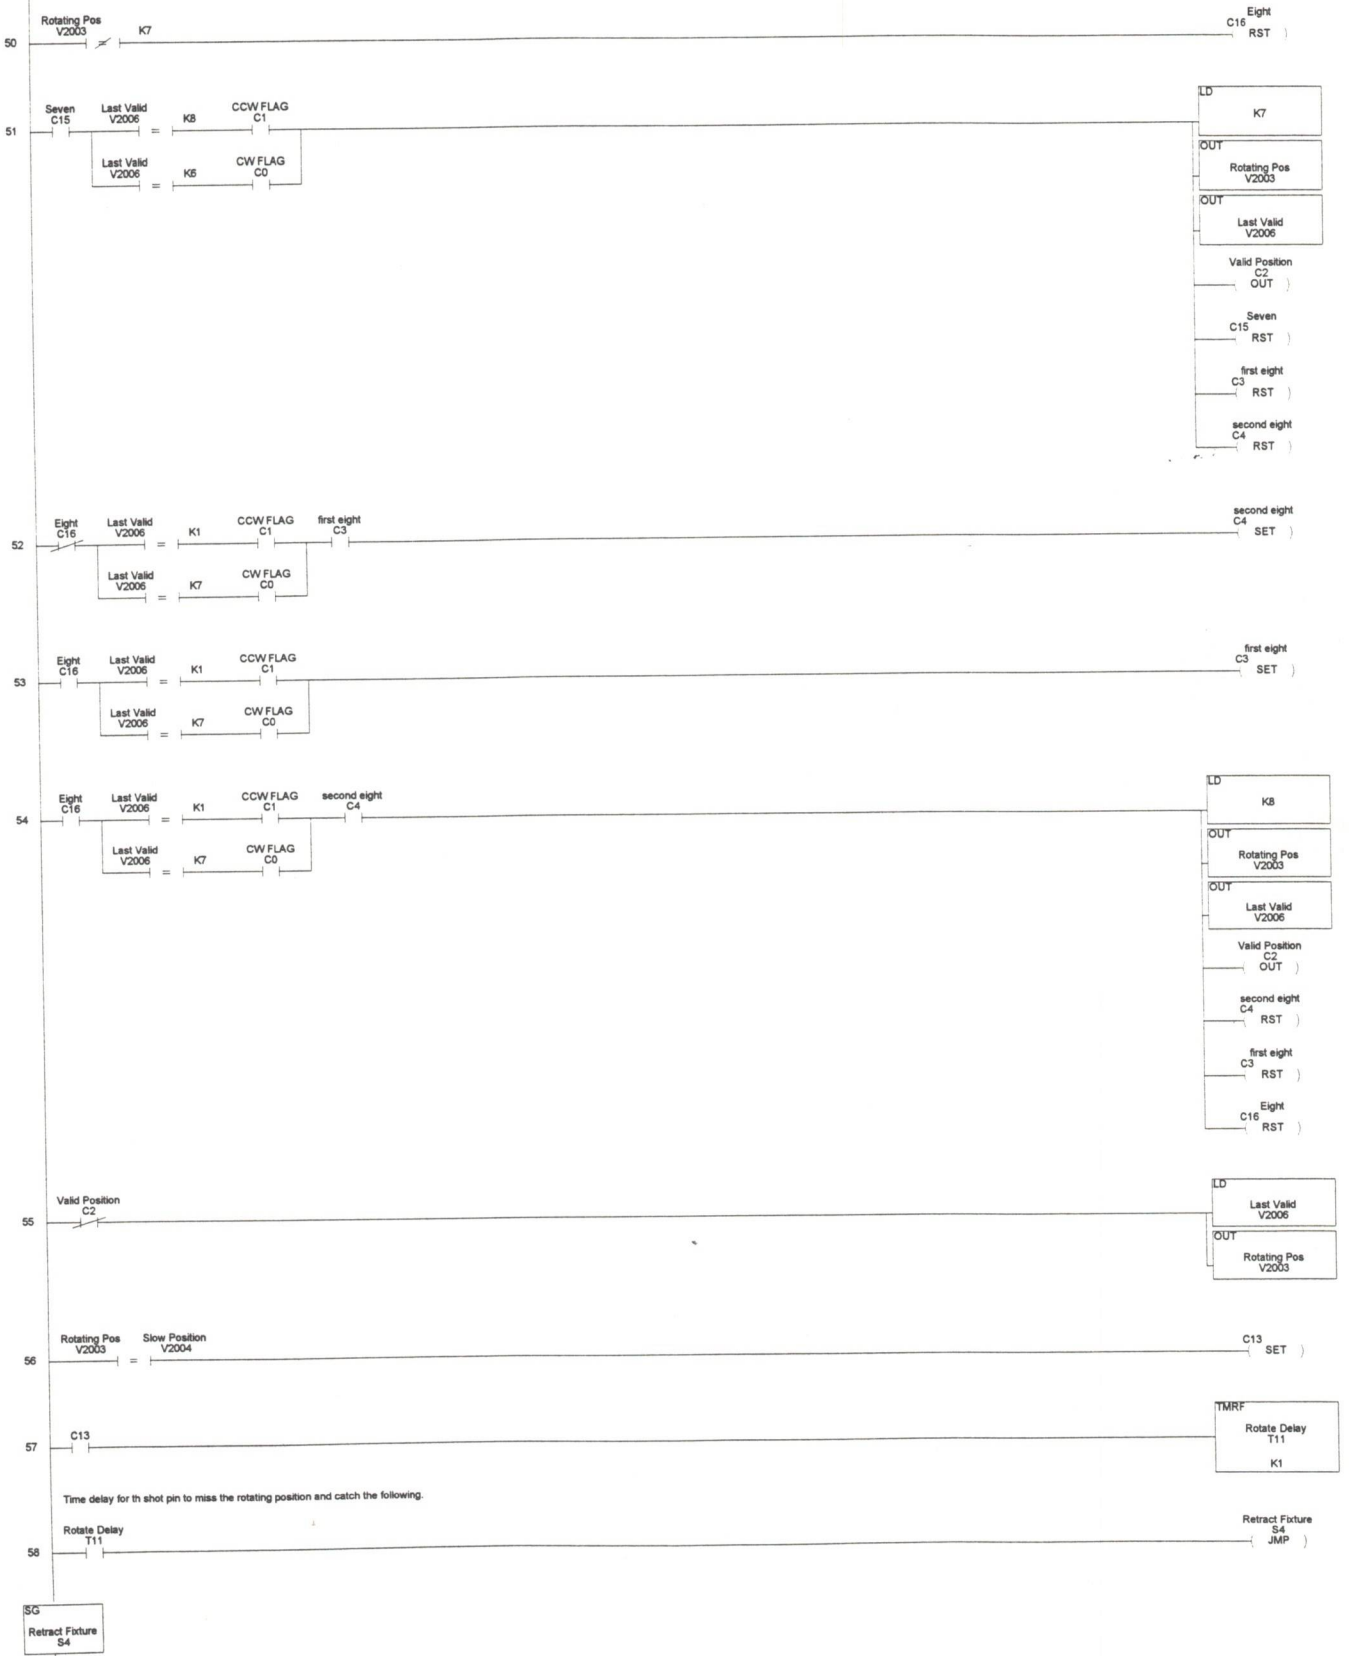 Rotating Pos
V2003 K7
50
Eight
C16
RST
51
Seven
C15
Last Valid
V2006 = K8
CCW FLAG
C1
Last Valid
V2006 = K6
CW FLAG
C0
LD
K7
OUT
Rotating Pos
V2003
OUT
Last Valid
V2006
Valid Position
C2
OUT
Seven
C15
RST
first eight
C3
RST
second eight
C4
RST
52
Eight
C16
Last Valid
V2006 = K1
CCW FLAG
C1
first eight
C3
Last Valid
V2006 = K7
CW FLAG
C0
second eight
C4
SET
53
Eight
C16
Last Valid
V2006 = K1
CCW FLAG
C1
Last Valid
V2006 = K7
CW FLAG
C0
first eight
C3
SET
54
Eight
C16
Last Valid
V2006 = K1
CCW FLAG
C1
second eight
C4
Last Valid
V2006 = K7
CW FLAG
C0
LD
K8
OUT
Rotating Pos
V2003
OUT
Last Valid
V2006
Valid Position
C2
OUT
second eight
C4
RST
first eight
C3
RST
Eight
C16
RST
55
Valid Position
C2
LD
Last Valid
V2006
OUT
Rotating Pos
V2003
56
Rotating Pos
V2003 =
Slow Position
V2004
C13
SET
57
C13
TMRF
Rotate Delay
T11
K1
Time delay for th shot pin to miss the rotating position and catch the following.
58
Rotate Delay
T11
Retract Fixture
S4
JMP
SG
Retract Fixture
S4